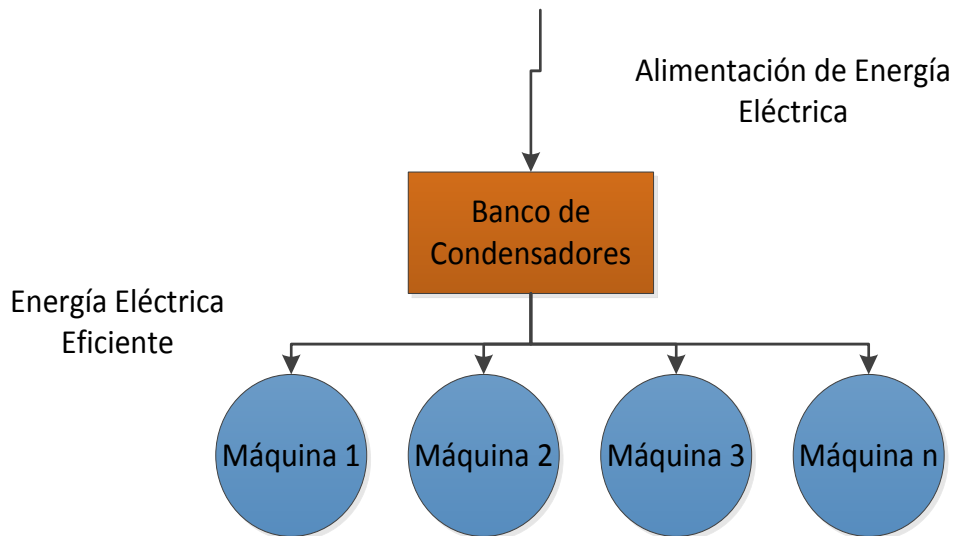 Alimentación de Energía
Eléctrica
Banco de
Condensadores
Energía Eléctrica
Eficiente
Máquina 1
Máquina 2
Máquina 3
Máquina n